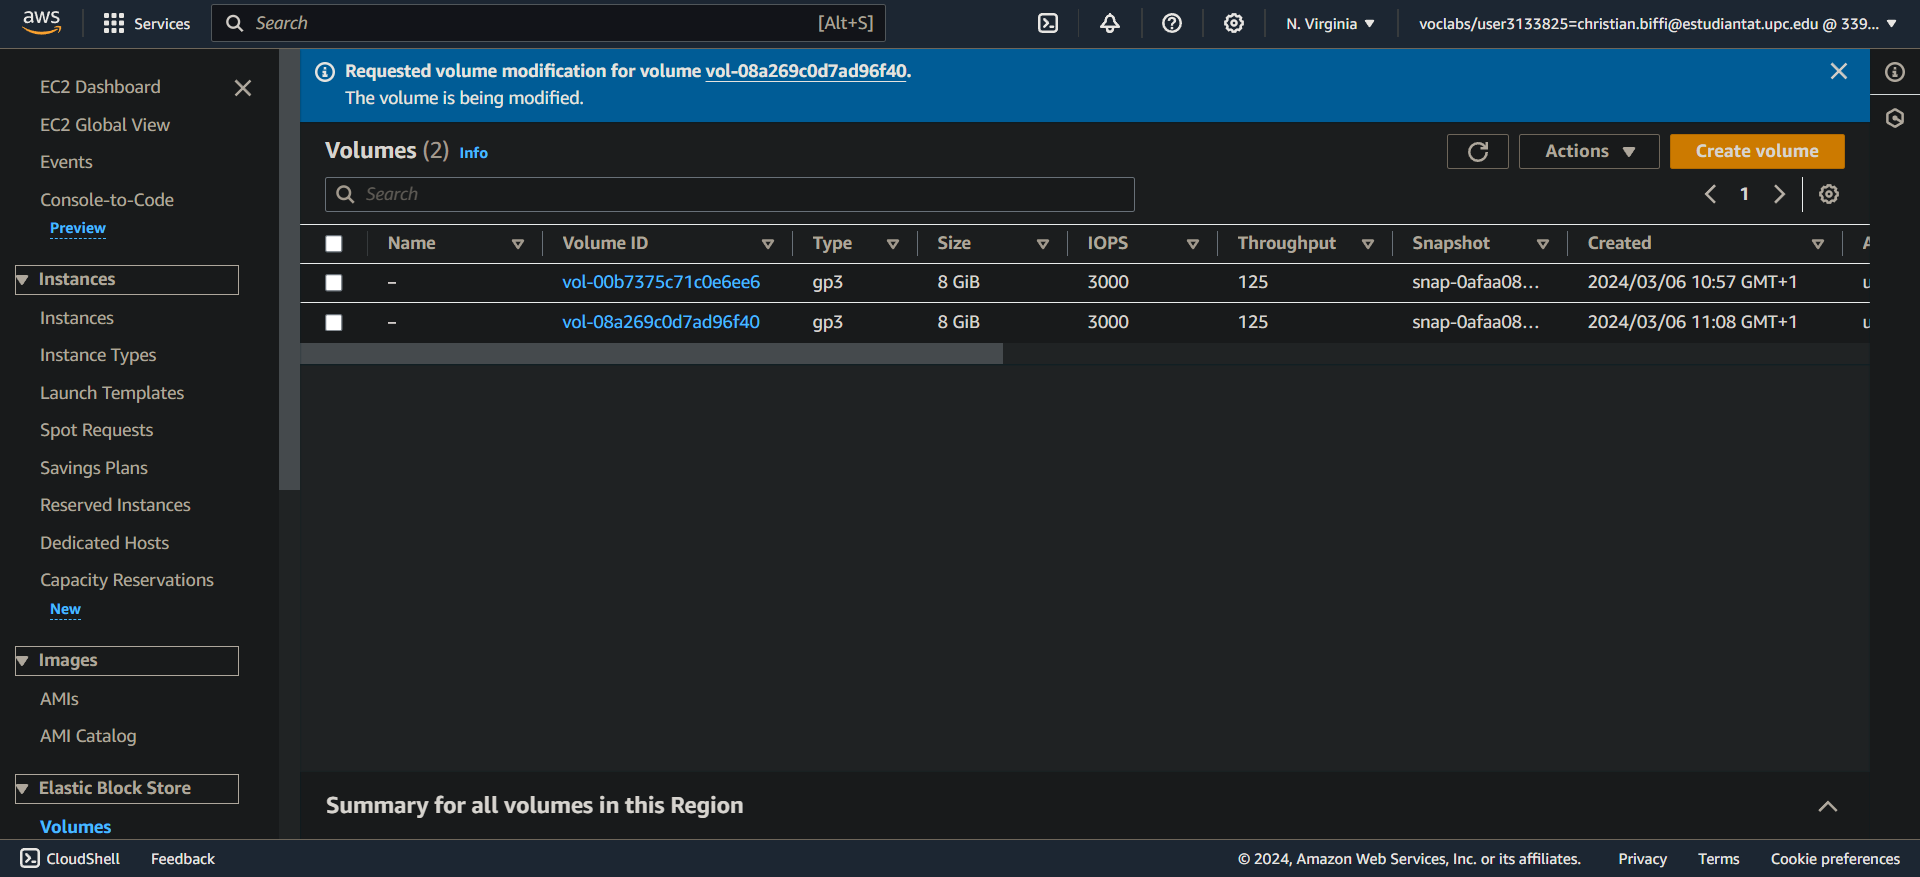 aws
Services
Search
[Alt+S]
N. Virginia
voclabs/user3133825=christian.biffi@estudiantat.upc.edu @ 339...
EC2 Dashboard
EC2 Global View
Events
Console-to-Code
Preview
Instances
Instances
Instance Types
Launch Templates
Spot Requests
Savings Plans
Reserved Instances
Dedicated Hosts
Capacity Reservations
New
Images
AMIs
AMI Catalog
Elastic Block Store
Volumes
Requested volume modification for volume vol-08a269c0d7ad96f40.
The volume is being modified.
Volumes (2) Info
Actions
Create volume
Search
1
Name Volume ID Type Size IOPS Throughput Snapshot Created A
– vol-00b7375c71c0e6ee6 gp3 8 GiB 3000 125 snap-0afaa08... 2024/03/06 10:57 GMT+1 u
– vol-08a269c0d7ad96f40 gp3 8 GiB 3000 125 snap-0afaa08... 2024/03/06 11:08 GMT+1 u
Summary for all volumes in this Region
CloudShell Feedback © 2024, Amazon Web Services, Inc. or its affiliates. Privacy Terms Cookie preferences